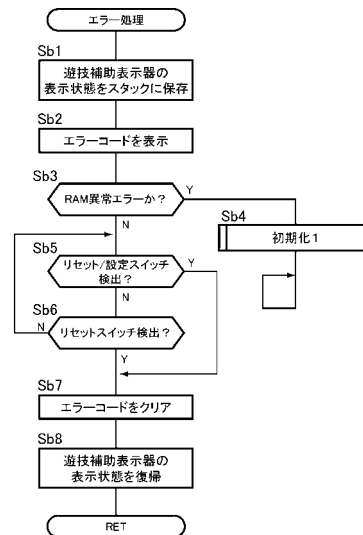 エラー処理
Sb1
遊技補助表示器の
表示状態をスタックに保存
Sb2
エラーコードを表示
Sb3
RAM異常エラーか？
Y
N
Sb4
初期化１
Sb5
リセット/設定スイッチ
検出？
Y
N
Sb6
リセットスイッチ検出？
N
Y
Sb7
エラーコードをクリア
Sb8
遊技補助表示器の
表示状態を復帰
RET